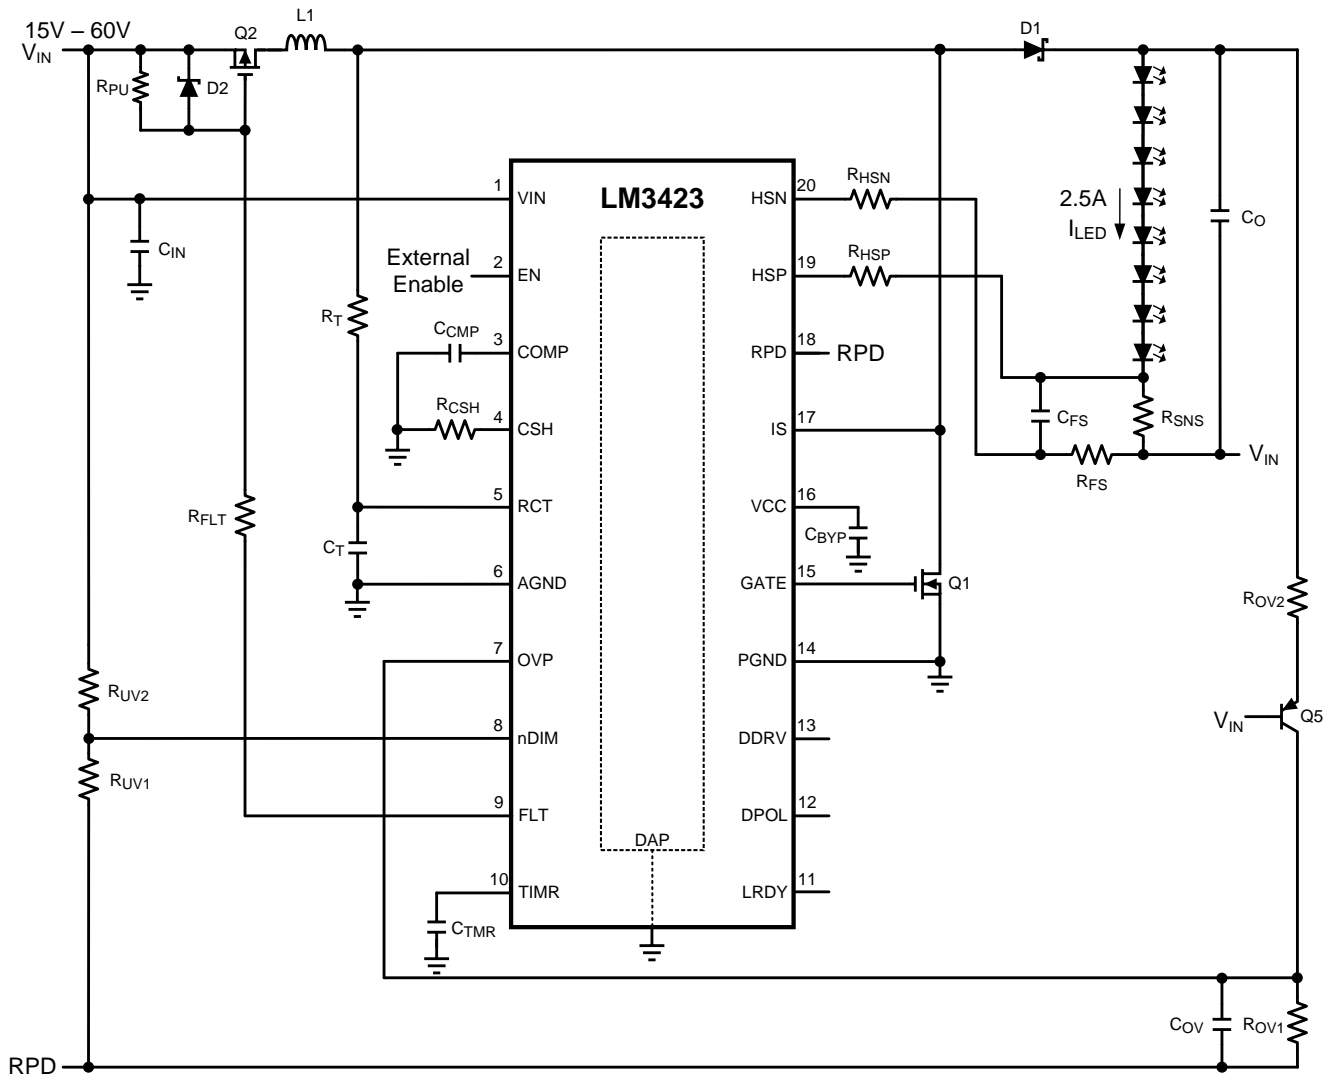 15V – 60V
VIN
Q2
L1
D1
RPU
D2
LM3423
1
VIN
HSN
20
RHSN
2.5A
ILED
CO
CIN
External
Enable
2
EN
HSP
19
RHSP
RT
CCMP
3
COMP
RPD
18
RPD
RCSH
4
CSH
IS
17
CFS
RSNS
VIN
RFS
5
RCT
VCC
16
RFLT
CT
CBYP
6
AGND
GATE
15
Q1
ROV2
7
OVP
PGND
14
RUV2
VIN
Q5
8
nDIM
DDRV
13
RUV1
9
FLT
DPOL
12
DAP
10
TIMR
LRDY
11
CTMR
COV
ROV1
RPD